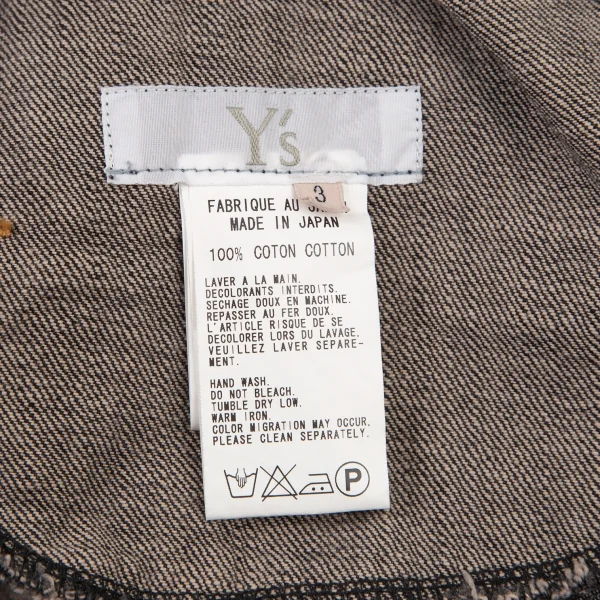 Y's
3
FABRIQUE AU
MADE IN JAPAN
100% COTON COTTON
LAVER A LA MAIN.
DECOLORANTS INTERDITS.
SECHAGE DOUX EN MACHINE.
REPASSER AU FER DOUX.
L'ARTICLE RISQUE DE SE
DECOLORER LORS DU LAVAGE,
VEUILLEZ LAVER SEPARE-
MENT.
HAND WASH.
DO NOT BLEACH.
TUMBLE DRY LOW.
WARM IRON.
COLOR MIGRATION MAY OCCUR,
PLEASE CLEAN SEPARATELY.
P